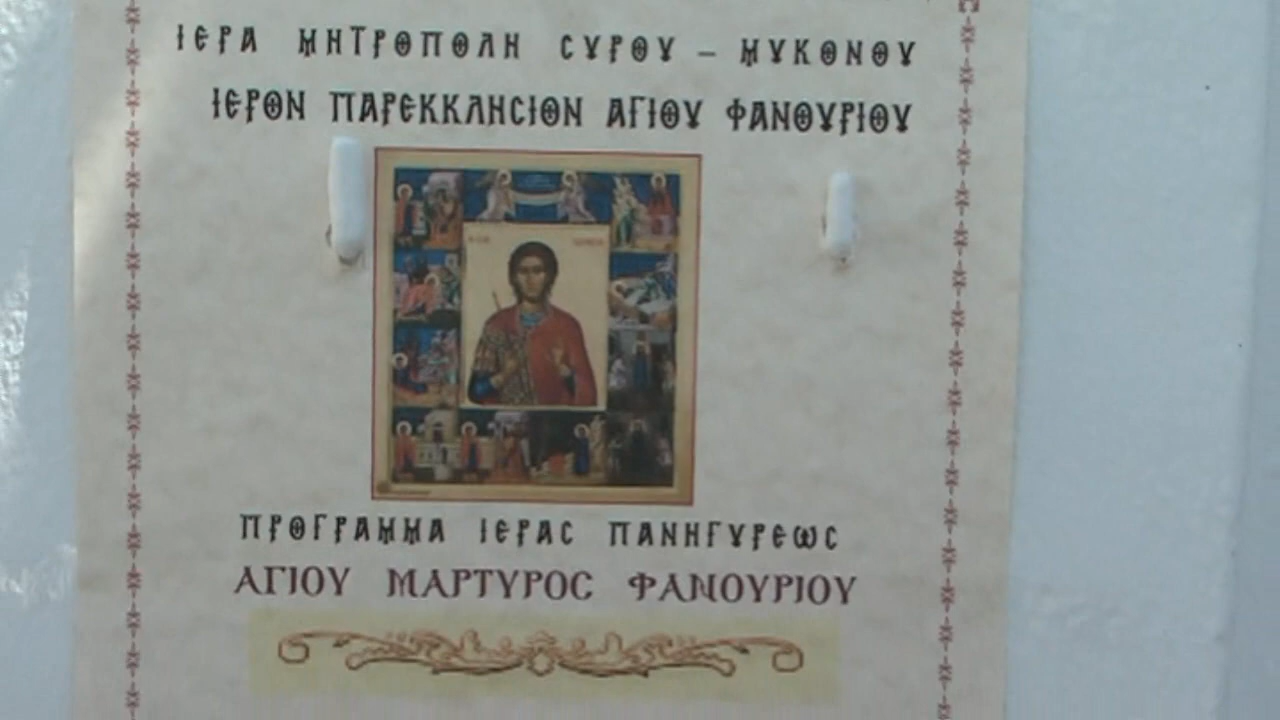 ΙΕΡΑ ΜΗΤΡΟΠΟΛΗ ΣΥΡΟΥ – ΜΥΚΟΝΟΥ
ΙΕΡΟΝ ΠΑΡΕΚΚΛΗΣΙΟΝ ΑΓΙΟΥ ΦΑΝΟΥΡΙΟΥ
ΠΡΟΓΡΑΜΜΑ ΙΕΡΑΣ ΠΑΝΗΓΥΡΕΩΣ
ΑΓΙΟΥ ΜΑΡΤΥΡΟΣ ΦΑΝΟΥΡΙΟΥ